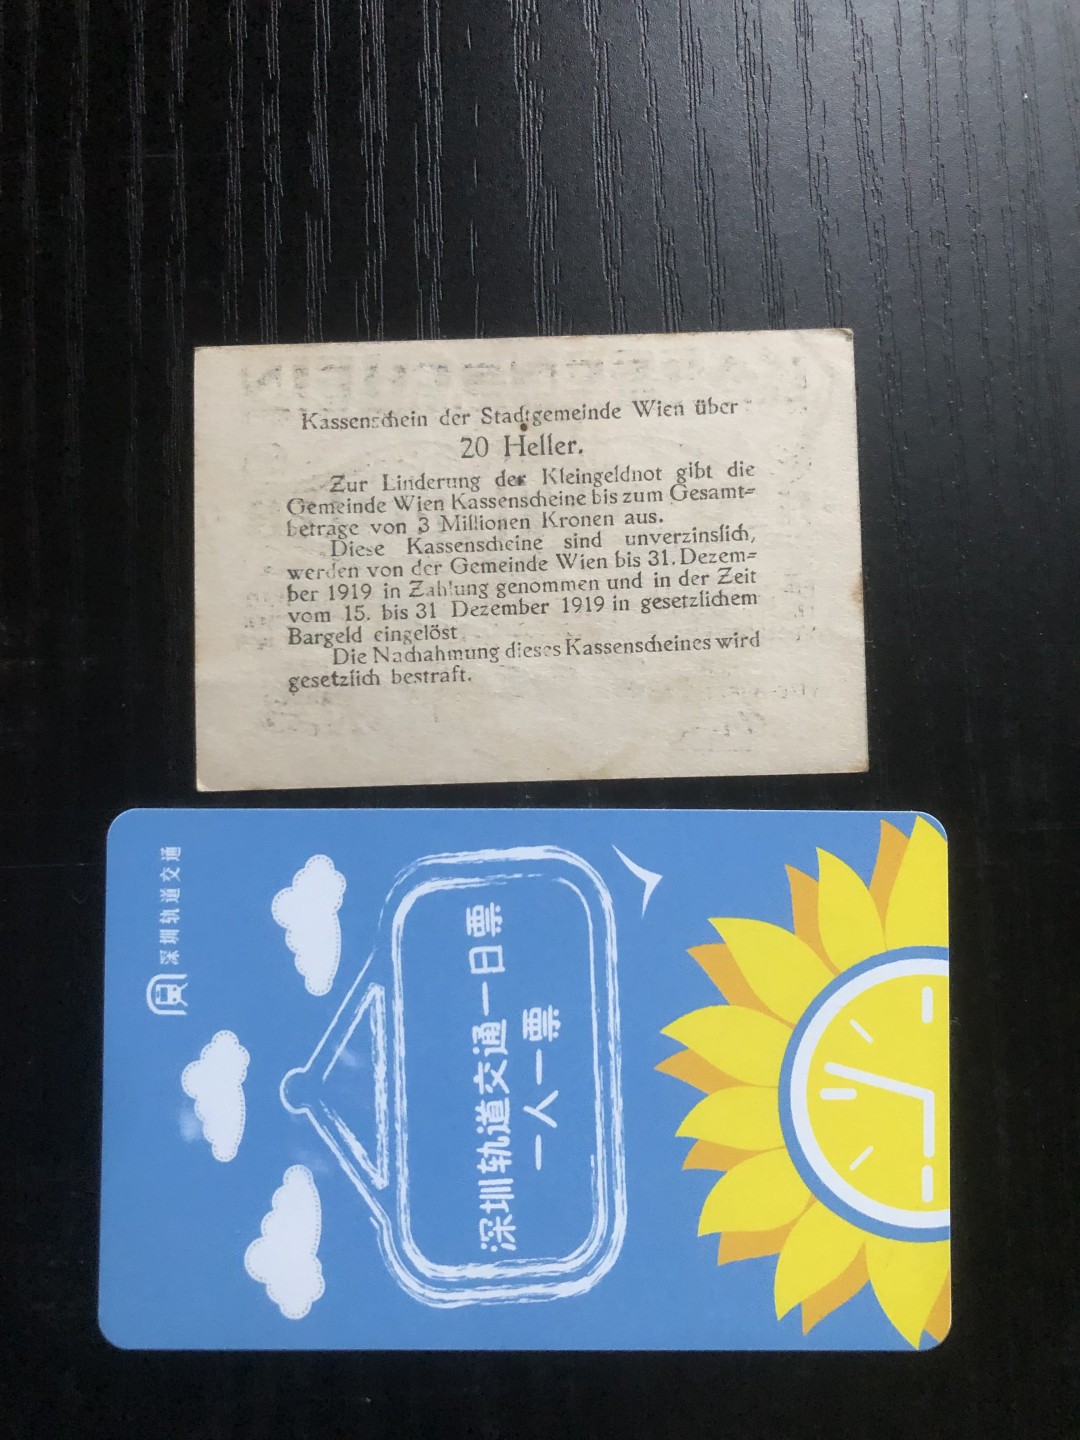 Kassenschein der Stadtgemeinde Wien über
20 Heller.
Zur Linderung der Kleingeldnot gibt die
Gemeinde Wien Kassenscheine bis zum Gesamt=
betrage von 3 Millionen Kronen aus.
Diese Kassenscheine sind unverzinslich,
werden von der Gemeinde Wien bis 31. Dezem=
ber 1919 in Zahlung genommen und in der Zeit
vom 15. bis 31 Dezember 1919 in gesetzlichem
Bargeld eingelöst
Die Nachahmung dieses Kassenscheines wird
gesetzlich bestraft.
深圳轨道交通
深圳轨道交通一日票
一人一票